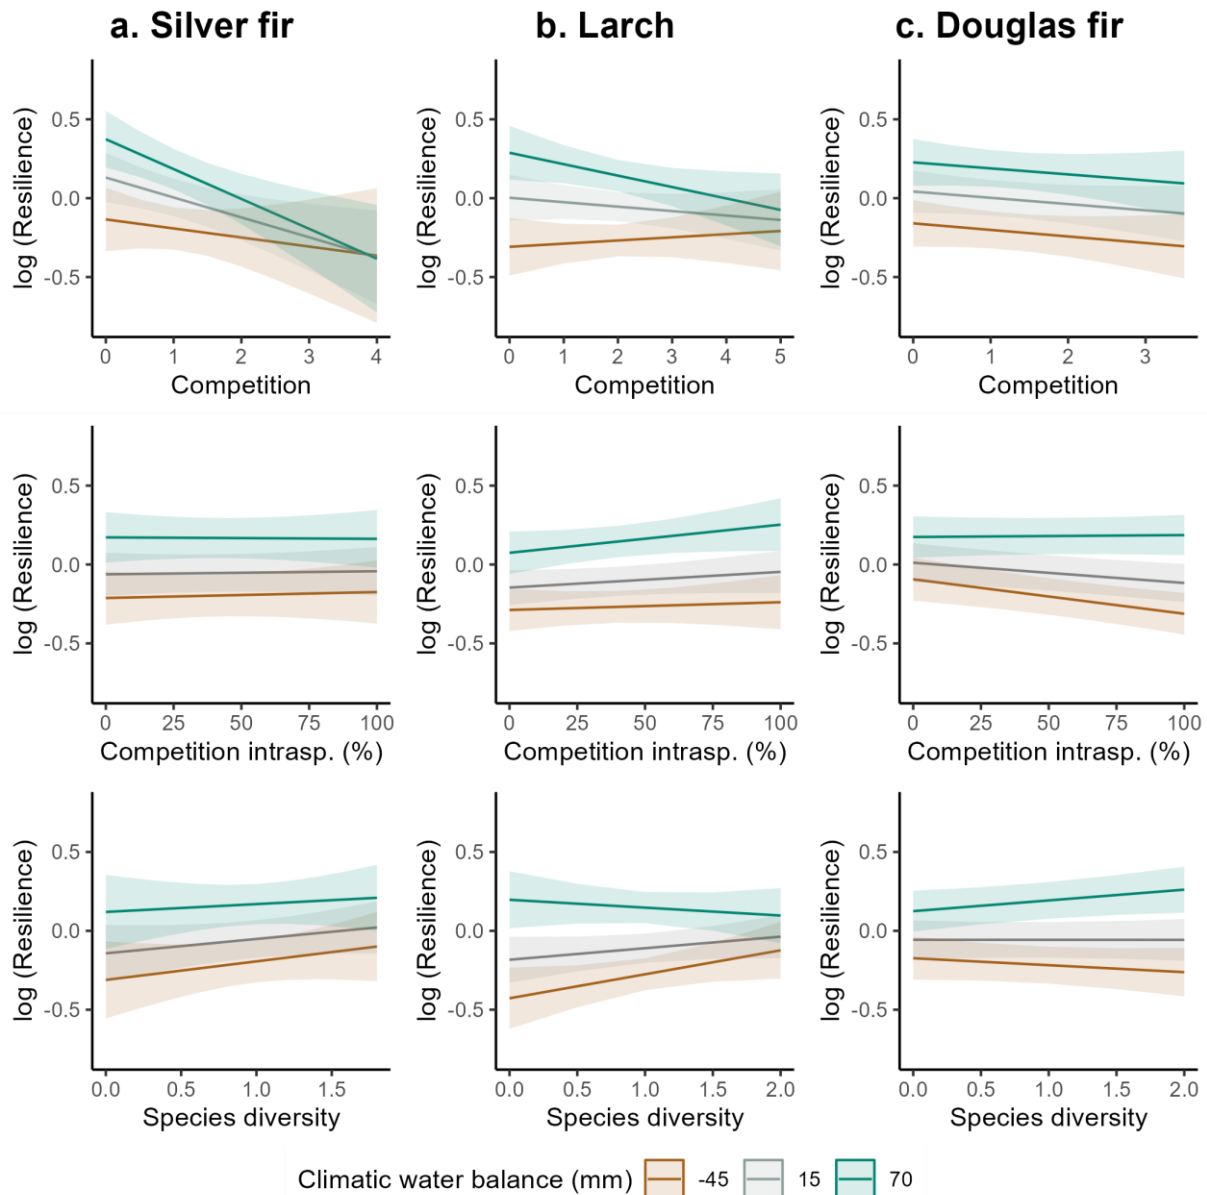 a. Silver fir
b. Larch
c. Douglas fir
log (Resilience)
0.5
0.0
-0.5
0 1 2 3 4
Competition
log (Resilience)
0.5
0.0
-0.5
0 1 2 3 4 5
Competition
log (Resilience)
0.5
0.0
-0.5
0 1 2 3
Competition
log (Resilience)
0.5
0.0
-0.5
0 25 50 75 100
Competition intrasp. (%)
log (Resilience)
0.5
0.0
-0.5
0 25 50 75 100
Competition intrasp. (%)
log (Resilience)
0.5
0.0
-0.5
0 25 50 75 100
Competition intrasp. (%)
log (Resilience)
0.5
0.0
-0.5
0.0 0.5 1.0 1.5
Species diversity
log (Resilience)
0.5
0.0
-0.5
0.0 0.5 1.0 1.5 2.0
Species diversity
log (Resilience)
0.5
0.0
-0.5
0.0 0.5 1.0 1.5 2.0
Species diversity
Climatic water balance (mm) -45 15 70